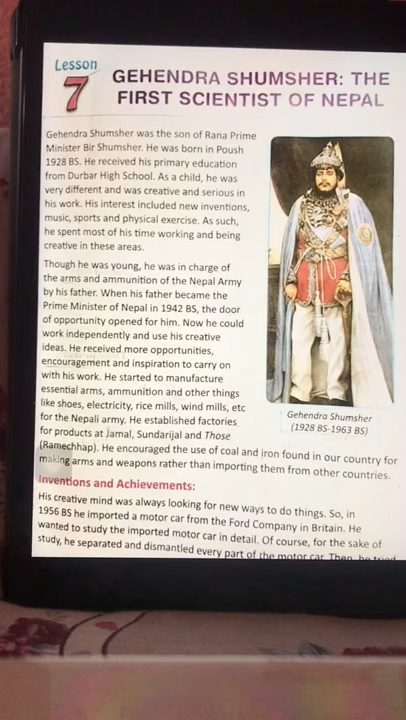 Lesson
7
GEHENDRA SHUMSHER: THE
FIRST SCIENTIST OF NEPAL
Gehendra Shumsher was the son of Rana Prime
Minister Bir Shumsher. He was born in Poush
1928 BS. He received his primary education
from Durbar High School. As a child, he was
very different and was creative and serious in
his work. His interest included new inventions,
music, sports and physical exercise. As such,
he spent most of his time working and being
creative in these areas.
Though he was young, he was in charge of
the arms and ammunition of the Nepal Army
by his father. When his father became the
Prime Minister of Nepal in 1942 BS, the door
of opportunity opened for him. Now he could
work independently and use his creative
ideas. He received more opportunities,
encouragement and inspiration to carry on
with his work. He started to manufacture
essential arms, ammunition and other things
like shoes, electricity, rice mills, wind mills, etc
for the Nepali army. He established factories
for products at Jamal, Sundarijal and Those
(Ramechhap). He encouraged the use of coal and iron found in our country for
making arms and weapons rather than importing them from other countries.
Gehendra Shumsher
(1928 BS-1963 BS)
Inventions and Achievements:
His creative mind was always looking for new ways to do things. So, in
1956 BS he imported a motor car from the Ford Company in Britain. He
wanted to study the imported motor car in detail. Of course, for the sake of
study, he separated and dismantled every part of the motor car. Then, he tried